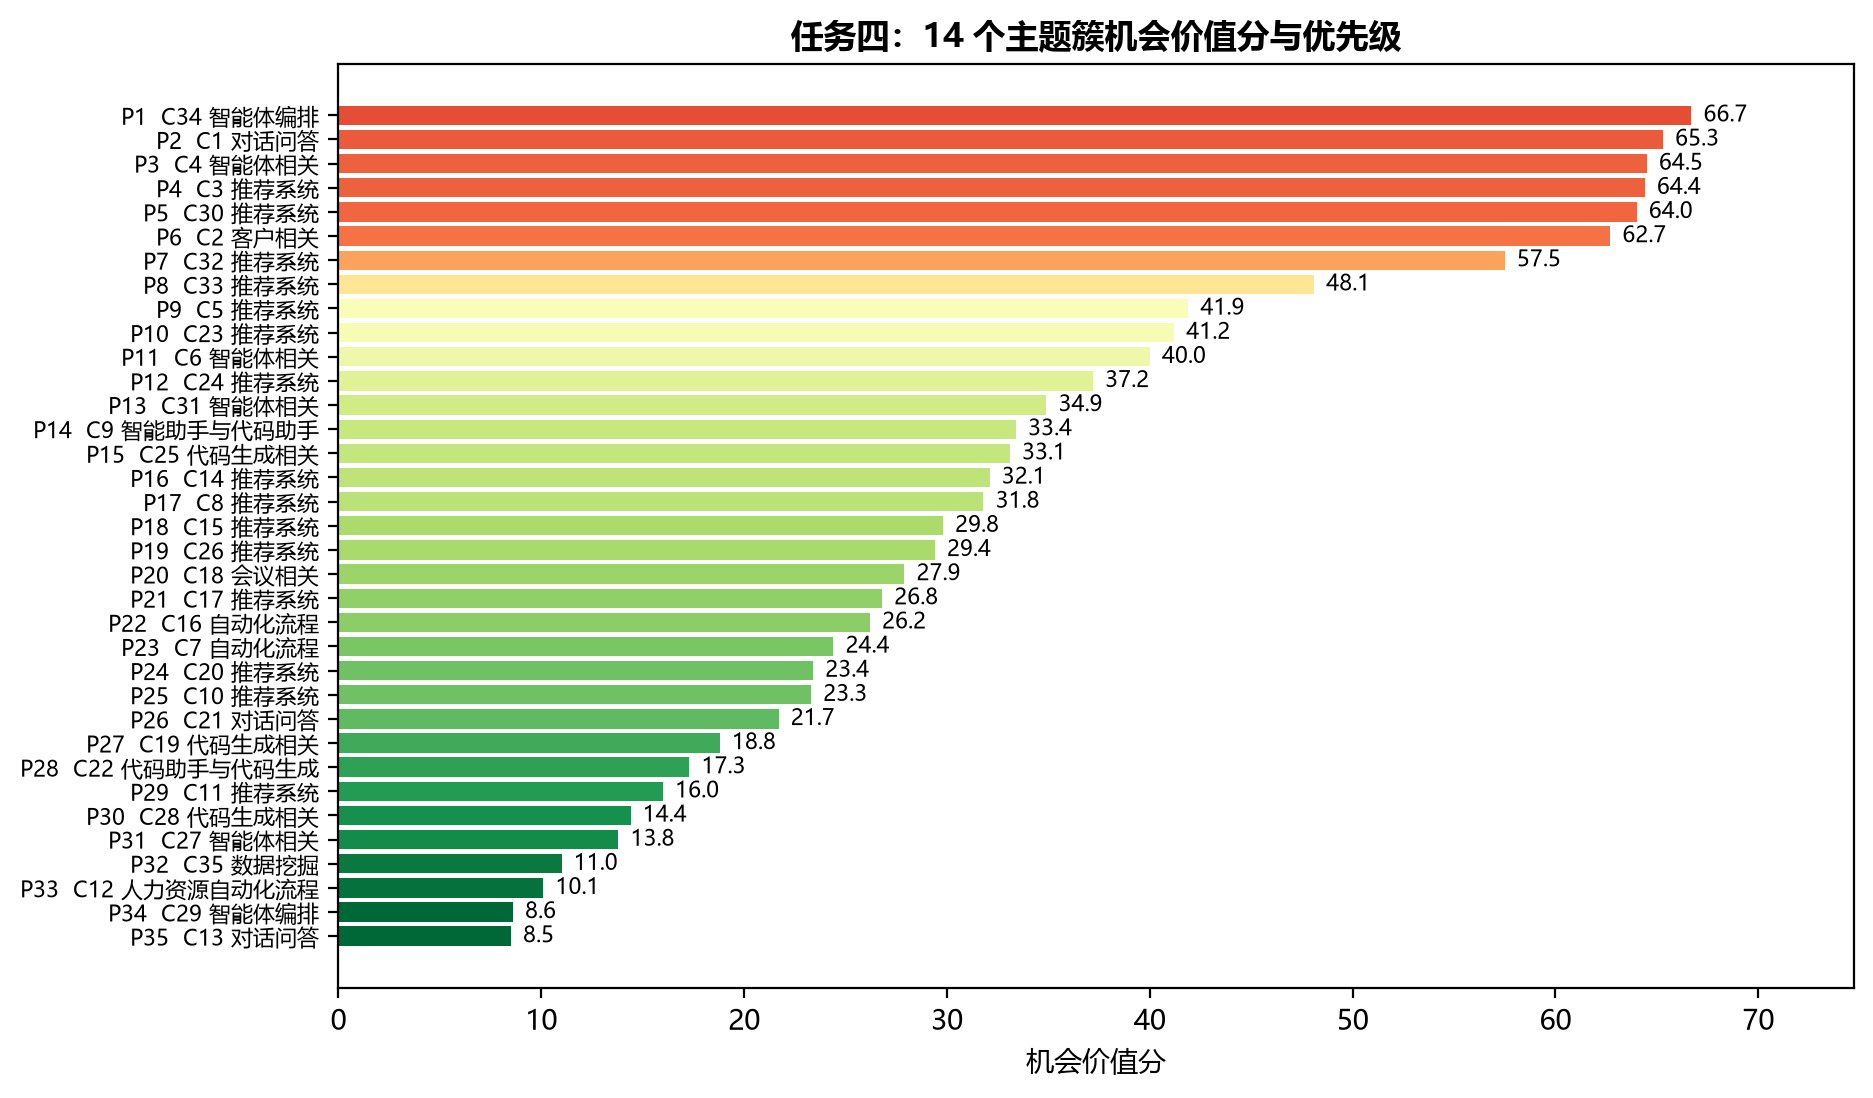 任务四：14 个主题簇机会价值分与优先级
P1 C34 智能体编排 66.7
P2 C1 对话问答 65.3
P3 C4 智能体相关 64.5
P4 C3 推荐系统 64.4
P5 C30 推荐系统 64.0
P6 C2 客户相关 62.7
P7 C32 推荐系统 57.5
P8 C33 推荐系统 48.1
P9 C5 推荐系统 41.9
P10 C23 推荐系统 41.2
P11 C6 智能体相关 40.0
P12 C24 推荐系统 37.2
P13 C31 智能体相关 34.9
P14 C9 智能助手与代码助手 33.4
P15 C25 代码生成相关 33.1
P16 C14 推荐系统 32.1
P17 C8 推荐系统 31.8
P18 C15 推荐系统 29.8
P19 C26 推荐系统 29.4
P20 C18 会议相关 27.9
P21 C17 推荐系统 26.8
P22 C16 自动化流程 26.2
P23 C7 自动化流程 24.4
P24 C20 推荐系统 23.4
P25 C10 推荐系统 23.3
P26 C21 对话问答 21.7
P27 C19 代码生成相关 18.8
P28 C22 代码助手与代码生成 17.3
P29 C11 推荐系统 16.0
P30 C28 代码生成相关 14.4
P31 C27 智能体相关 13.8
P32 C35 数据挖掘 11.0
P33 C12 人力资源自动化流程 10.1
P34 C29 智能体编排 8.6
P35 C13 对话问答 8.5
0 10 20 30 40 50 60 70
机会价值分